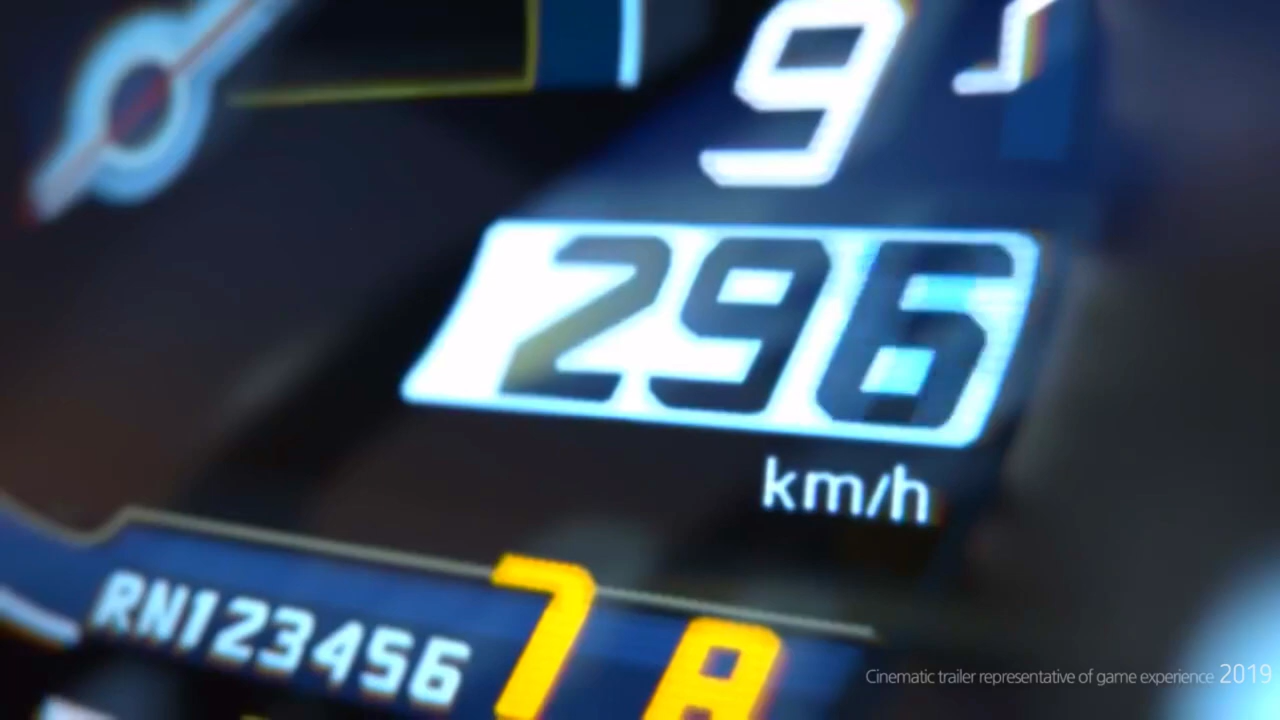 9
296
km/h
RN123456
7 8
Cinematic trailer representative of game experience 2019